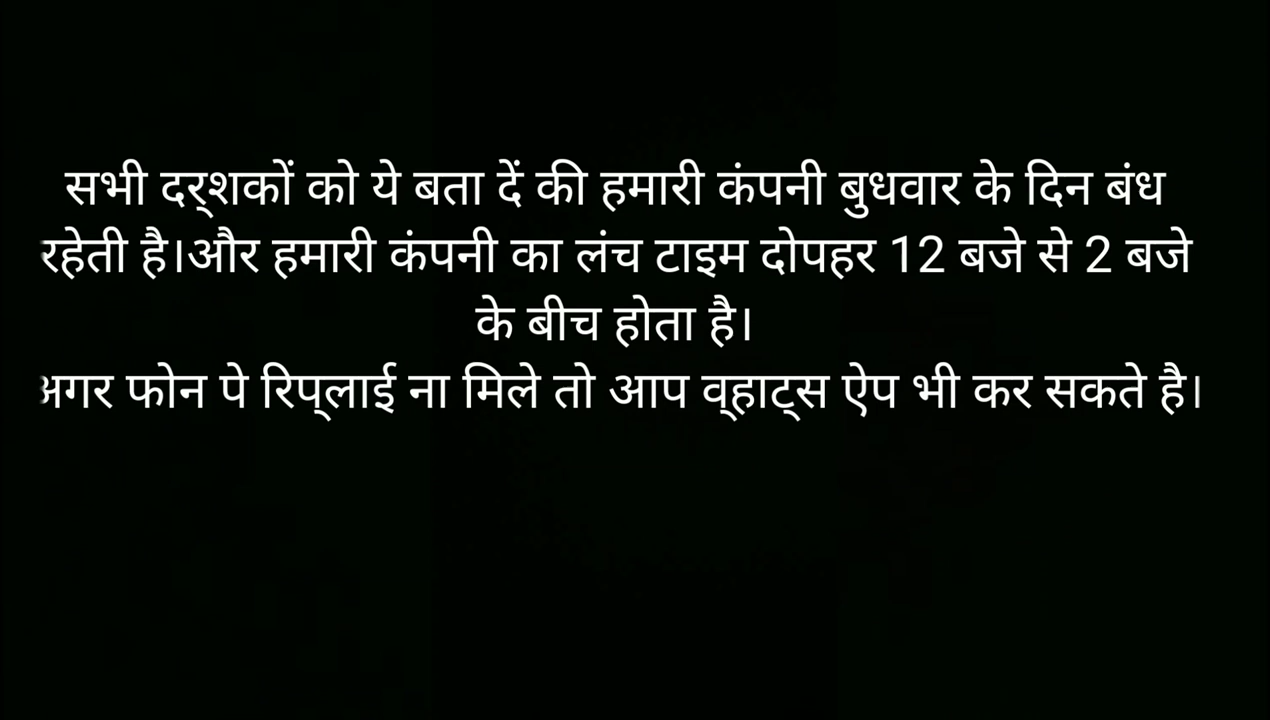 सभी दर्शकों को ये बता दें की हमारी कंपनी बुधवार के दिन बंध
रहेती है।और हमारी कंपनी का लंच टाइम दोपहर 12 बजे से 2 बजे
के बीच होता है।
अगर फोन पे रिप्लाई ना मिले तो आप व्हाट्स ऐप भी कर सकते है।